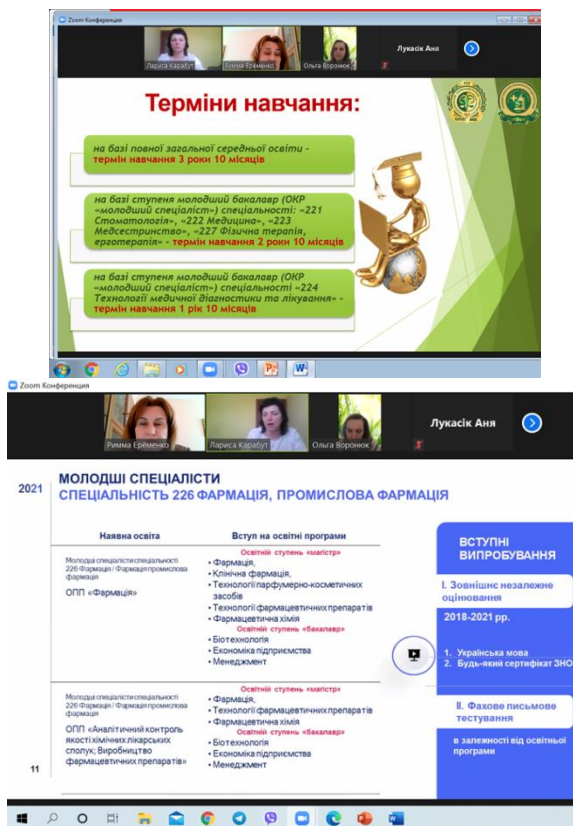 Zoom Конференция
Лариса Карабут
Римма Ерёменко
Ольга Воронюк
Лукасік Аня
Терміни навчання:
на базі повної загальної середньої освіти -
термін навчання 3 роки 10 місяців
на базі ступеня молодший бакалавр (ОКР
«молодший спеціаліст») спеціальності: «221
Стоматологія», «222 Медицина», «223
Медсестринство», «227 Фізична терапія,
ерготерапія» - термін навчання 2 роки 10 місяців
на базі ступеня молодший бакалавр (ОКР
«молодший спеціаліст») спеціальності «224
Технології медичної діагностики та лікування» -
термін навчання 1 рік 10 місяців
Zoom Конференция
Римма Ерёменко
Лариса Карабут
Ольга Воронюк
Лукасік Аня
2021
МОЛОДШІ СПЕЦІАЛІСТИ
СПЕЦІАЛЬНІСТЬ 226 ФАРМАЦІЯ, ПРОМИСЛОВА ФАРМАЦІЯ
Наявна освіта
Вступ на освітні програми
Молодші спеціалісти спеціальності
226 Фармація / Фармація промислова
фармація
ОПП «Фармація»
Освітній ступень «магістр»
• Фармація,
• Клінічна фармація,
• Технології парфумерно-косметичних
засобів
• Технології фармацевтичних препаратів
• Фармацевтична хімія
Освітній ступень «бакалавр»
• Біотехнологія
• Економіка підприємства
• Менеджмент
Молодші спеціалісти спеціальності
226 Фармація / Фармація промислова
фармація
ОПП «Аналітичний контроль
якості хімічних лікарських
сполук; Виробництво
фармацевтичних препаратів»
Освітній ступень «магістр»
• Фармація,
• Технології фармацевтичних препаратів
• Фармацевтична хімія
Освітній ступень «бакалавр»
• Біотехнологія
• Економіка підприємства
• Менеджмент
11
ВСТУПНІ
ВИПРОБУВАННЯ
І. Зовнішнє незалежне
оцінювання
2018-2021 рр.
1. Українська мова
2. Будь-який сертифікат ЗНО
ІІ. Фахове письмове
тестування
в залежності від освітньої
програми